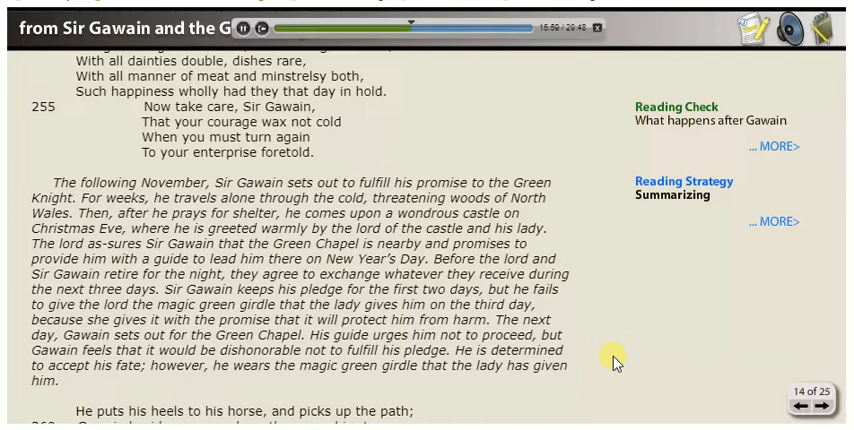 from Sir Gawain and the G
15:59 / 29:48
With all dainties double, dishes rare,
With all manner of meat and minstrelsy both,
Such happiness wholly had they that day in hold.
255 Now take care, Sir Gawain,
That your courage wax not cold
When you must turn again
To your enterprise foretold.
The following November, Sir Gawain sets out to fulfill his promise to the Green
Knight. For weeks, he travels alone through the cold, threatening woods of North
Wales. Then, after he prays for shelter, he comes upon a wondrous castle on
Christmas Eve, where he is greeted warmly by the lord of the castle and his lady.
The lord as-sures Sir Gawain that the Green Chapel is nearby and promises to
provide him with a guide to lead him there on New Year's Day. Before the lord and
Sir Gawain retire for the night, they agree to exchange whatever they receive during
the next three days. Sir Gawain keeps his pledge for the first two days, but he fails
to give the lord the magic green girdle that the lady gives him on the third day,
because she gives it with the promise that it will protect him from harm. The next
day, Gawain sets out for the Green Chapel. His guide urges him not to proceed, but
Gawain feels that it would be dishonorable not to fulfill his pledge. He is determined
to accept his fate; however, he wears the magic green girdle that the lady has given
him.
He puts his heels to his horse, and picks up the path;
Reading Check
What happens after Gawain
... MORE>
Reading Strategy
Summarizing
... MORE>
14 of 25